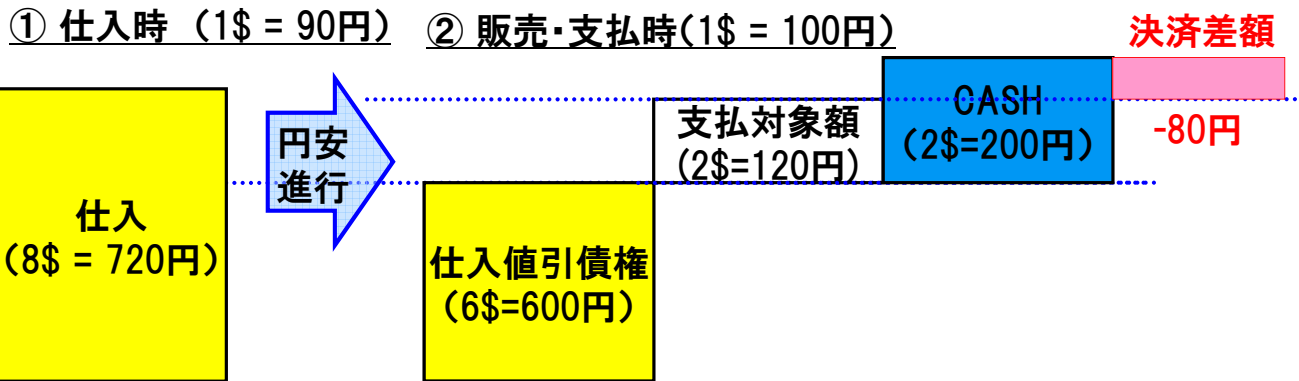 ① 仕入時 （1$ = 90円）
② 販売・支払時(1$ = 100円）
決済差額
仕入
（8$ = 720円）
円安
進行
仕入値引債権
（6$=600円）
支払対象額
（2$=120円）
CASH
（2$=200円）
-80円